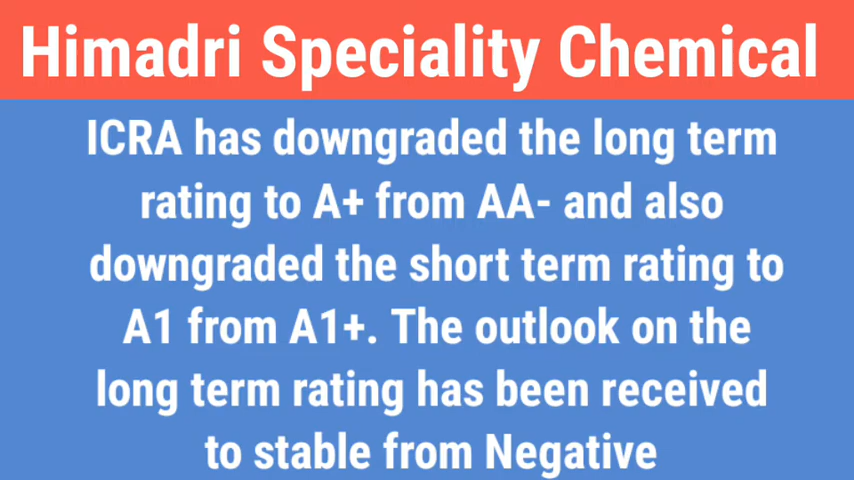 Himadri Speciality Chemical
ICRA has downgraded the long term
rating to A+ from AA- and also
downgraded the short term rating to
A1 from A1+. The outlook on the
long term rating has been received
to stable from Negative